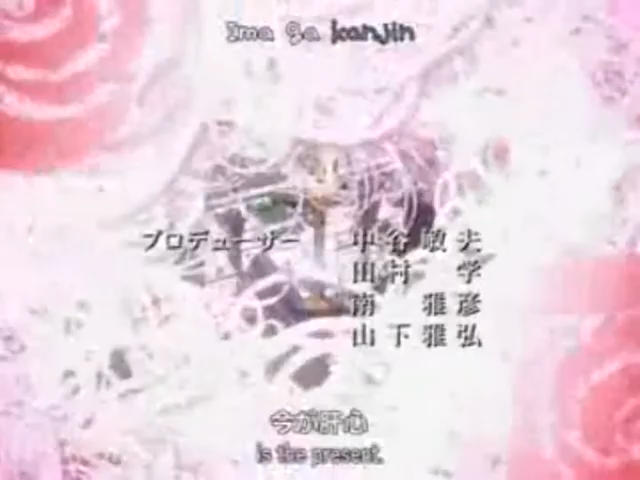 Ima ga kanjin
プロデューサー 中谷敏夫
田村 学
南 雅彦
山下雅弘
今が肝心
is the present.